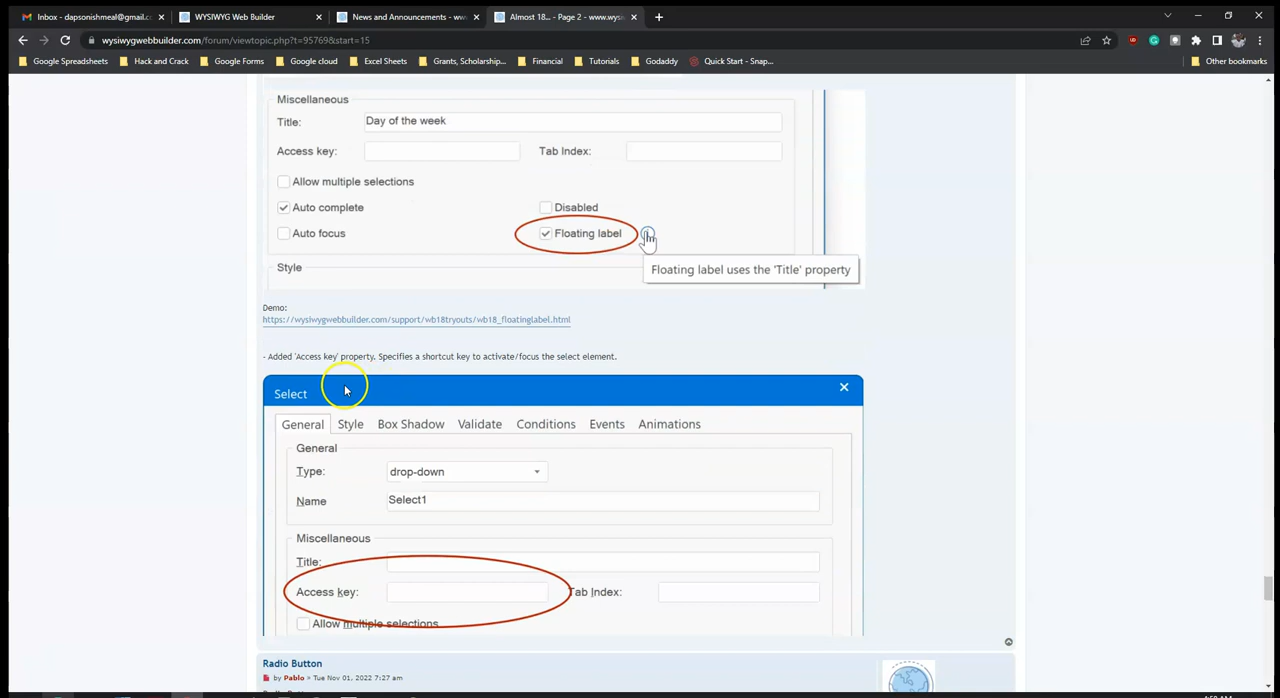 Inbox - dapsonishmeal@gmail.c
WYSIWYG Web Builder
News and Announcements - www.
Almost 18... - Page 2 - www.wysi
wysiwygwebbuilder.com/forum/viewtopic.php?t=95769&start=15
Google Spreadsheets
Hack and Crack
Google Forms
Google cloud
Excel Sheets
Grants, Scholarship...
Financial
Tutorials
Godaddy
Quick Start - Snap...
Other bookmarks
Miscellaneous
Title: Day of the week
Access key: Tab Index:
Allow multiple selections
Auto complete Disabled
Auto focus Floating label
Floating label uses the 'Title' property
Style
Demo:
https://wysiwygwebbuilder.com/support/wb18tryouts/wb18_floatinglabel.html
- Added 'Access key' property. Specifies a shortcut key to activate/focus the select element.
Select
General Style Box Shadow Validate Conditions Events Animations
General
Type: drop-down
Name Select1
Miscellaneous
Title:
Access key: Tab Index:
Allow multiple selections
Radio Button
by Pablo » Tue Nov 01, 2022 7:27 am